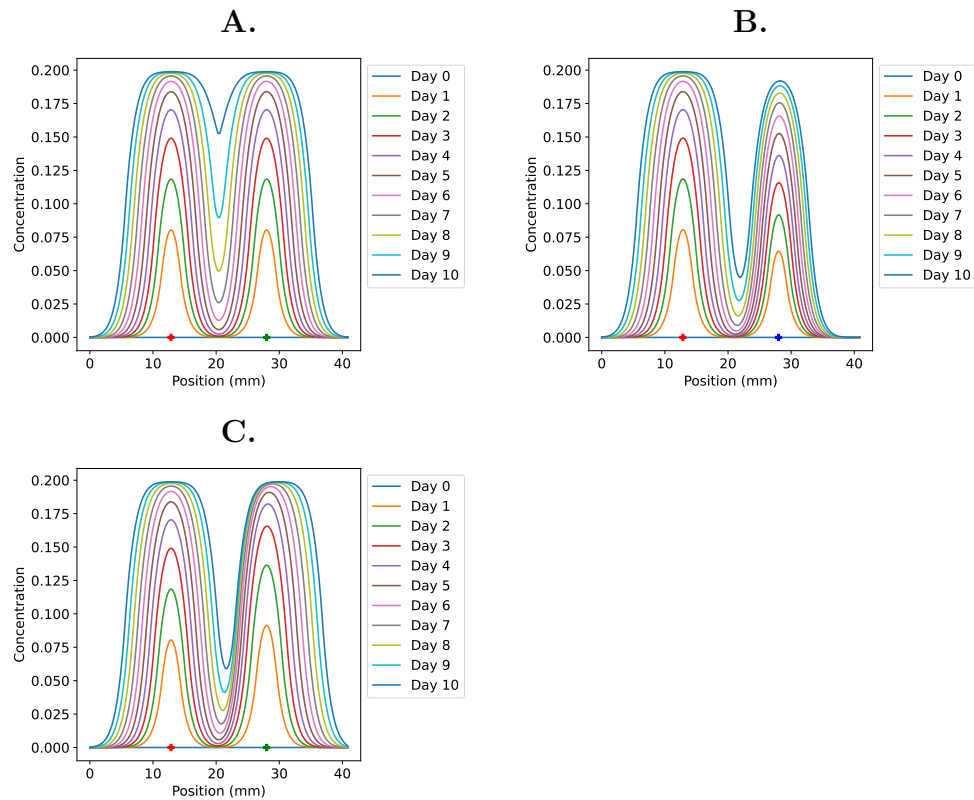 A.
0.200
0.175
0.150
0.125
0.100
0.075
0.050
0.025
0.000
Concentration
0 10 20 30 40
Position (mm)
Day 0
Day 1
Day 2
Day 3
Day 4
Day 5
Day 6
Day 7
Day 8
Day 9
Day 10
B.
0.200
0.175
0.150
0.125
0.100
0.075
0.050
0.025
0.000
Concentration
0 10 20 30 40
Position (mm)
Day 0
Day 1
Day 2
Day 3
Day 4
Day 5
Day 6
Day 7
Day 8
Day 9
Day 10
C.
0.200
0.175
0.150
0.125
0.100
0.075
0.050
0.025
0.000
Concentration
0 10 20 30 40
Position (mm)
Day 0
Day 1
Day 2
Day 3
Day 4
Day 5
Day 6
Day 7
Day 8
Day 9
Day 10